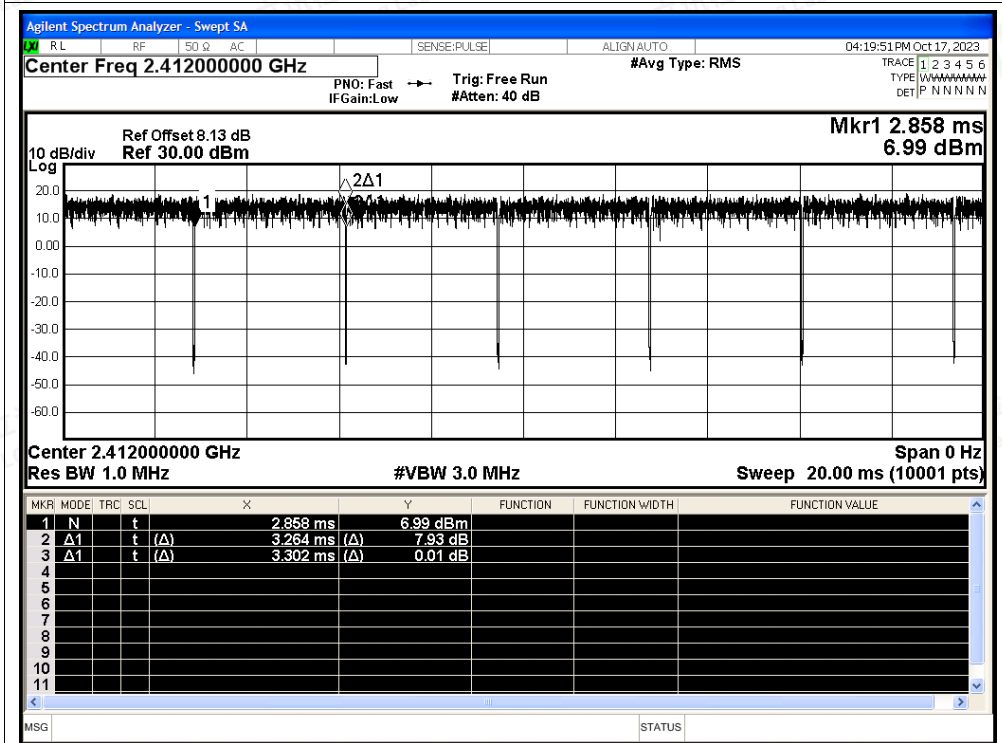 Agilent Spectrum Analyzer - Swept SA
LXI RL RF 50 Ω AC SENSE:PULSE ALIGN AUTO 04:19:51 PM Oct 17, 2023
Center Freq 2.412000000 GHz #Avg Type: RMS TRACE 1 2 3 4 5 6
PNO: Fast Trig: Free Run TYPE WWWWWW
IFGain:Low #Atten: 40 dB DET P N N N N N
Mkr1 2.858 ms
Ref Offset 8.13 dB
10 dB/div Ref 30.00 dBm 6.99 dBm
Log
2Δ1
20.0
1
10.0
0.00
-10.0
-20.0
-30.0
-40.0
-50.0
-60.0
Center 2.412000000 GHz Span 0 Hz
Res BW 1.0 MHz #VBW 3.0 MHz Sweep 20.00 ms (10001 pts)
MKR MODE TRC SCL X Y FUNCTION FUNCTION WIDTH FUNCTION VALUE
1 N t 2.858 ms 6.99 dBm
2 Δ1 t (Δ) 3.264 ms (Δ) 7.93 dB
3 Δ1 t (Δ) 3.302 ms (Δ) 0.01 dB
4
5
6
7
8
9
10
11
MSG STATUS